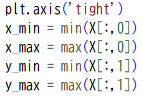 plt.axis('tight')
x_min = min(X[:,0])
x_max = max(X[:,0])
y_min = min(X[:,1])
y_max = max(X[:,1])